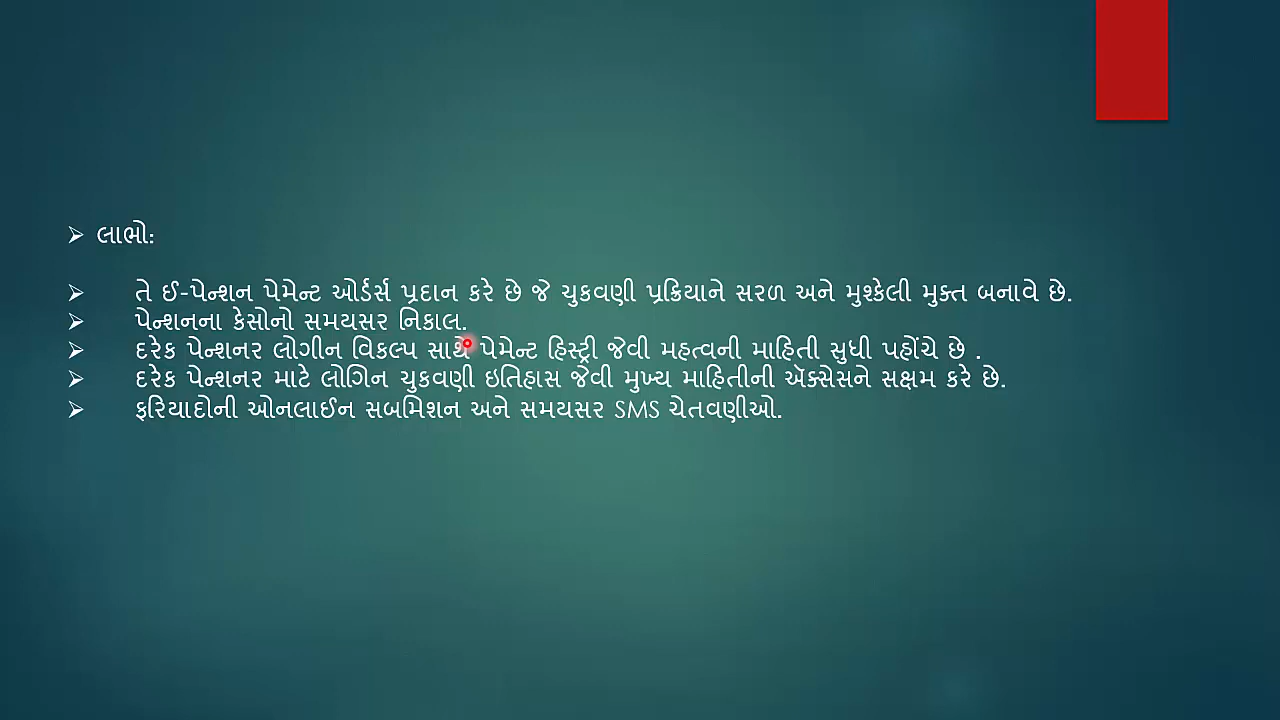 ➢ લાભો:
➢ તે ઈ-પેન્શન પેમેન્ટ ઓર્ડર્સ પ્રદાન કરે છે જે ચુકવણી પ્રક્રિયાને સરળ અને મુશ્કેલી મુક્ત બનાવે છે.
➢ પેન્શનના કેસોનો સમયસર નિકાલ.
➢ દરેક પેન્શનર લોગીન વિકલ્પ સાથે પેમેન્ટ હિસ્ટ્રી જેવી મહત્વની માહિતી સુધી પહોંચે છે .
➢ દરેક પેન્શનર માટે લોગિન ચુકવણી ઇતિહાસ જેવી મુખ્ય માહિતીની ઍક્સેસને સક્ષમ કરે છે.
➢ ફરિયાદોની ઓનલાઈન સબમિશન અને સમયસર SMS ચેતવણીઓ.